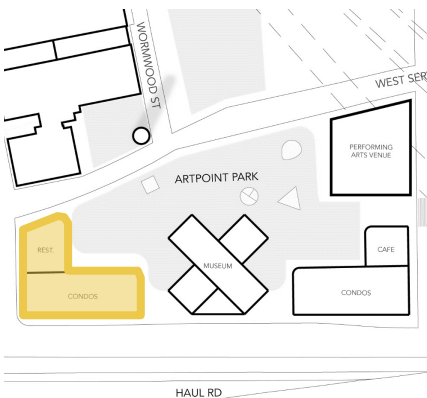 WORMWOOD ST
WEST SER
PERFORMING
ARTS VENUE
ARTPOINT PARK
REST.
MUSEUM
CAFE
CONDOS
CONDOS
HAUL RD